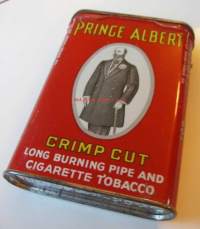 PRINCE ALBERT
CRIMP CUT
LONG BURNING PIPE AND
CIGARETTE TOBACCO